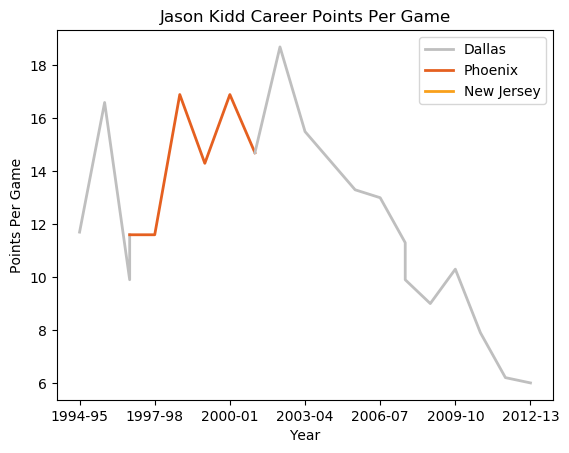 Jason Kidd Career Points Per Game
Dallas
Phoenix
New Jersey
Points Per Game
18
16
14
12
10
8
6
1994-95 1997-98 2000-01 2003-04 2006-07 2009-10 2012-13
Year